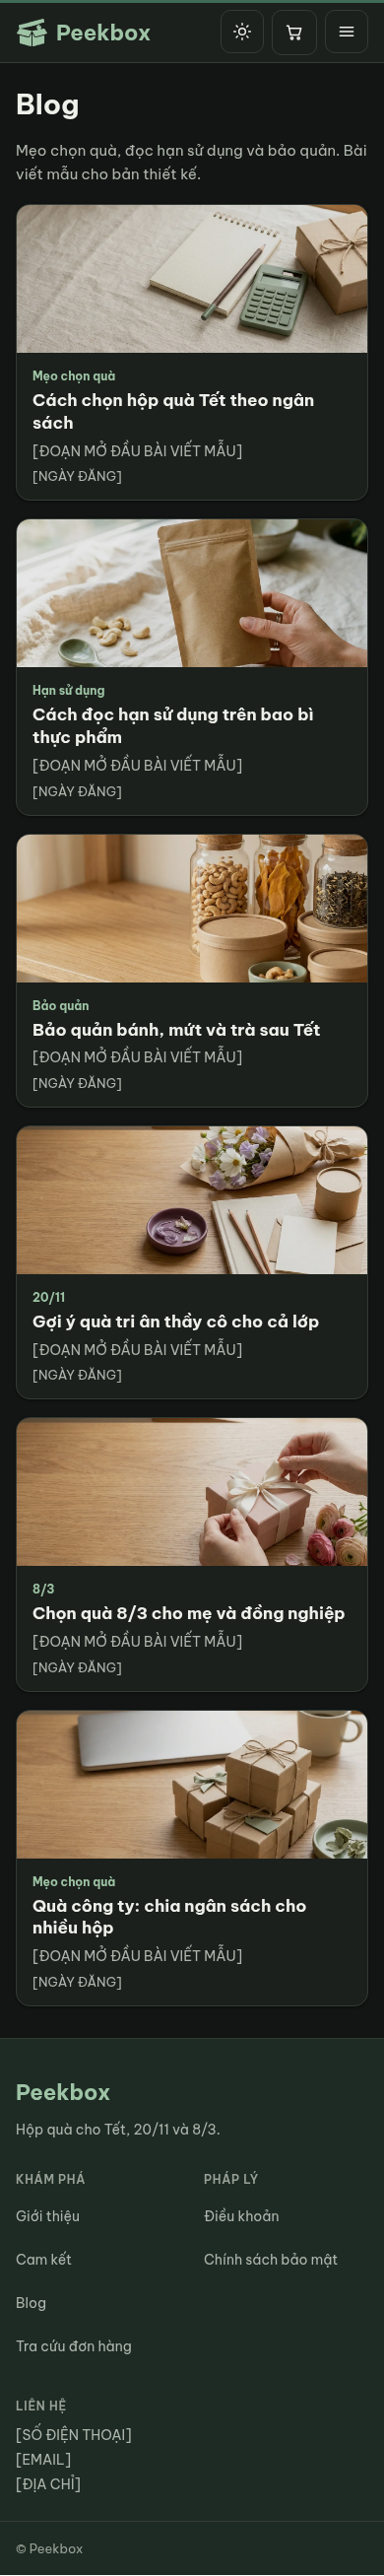 Peekbox
Blog
Mẹo chọn quà, đọc hạn sử dụng và bảo quản. Bài
viết mẫu cho bản thiết kế.
Mẹo chọn quà
Cách chọn hộp quà Tết theo ngân
sách
[ĐOẠN MỞ ĐẦU BÀI VIẾT MẪU]
[NGÀY ĐĂNG]
Hạn sử dụng
Cách đọc hạn sử dụng trên bao bì
thực phẩm
[ĐOẠN MỞ ĐẦU BÀI VIẾT MẪU]
[NGÀY ĐĂNG]
Bảo quản
Bảo quản bánh, mứt và trà sau Tết
[ĐOẠN MỞ ĐẦU BÀI VIẾT MẪU]
[NGÀY ĐĂNG]
20/11
Gợi ý quà tri ân thầy cô cho cả lớp
[ĐOẠN MỞ ĐẦU BÀI VIẾT MẪU]
[NGÀY ĐĂNG]
8/3
Chọn quà 8/3 cho mẹ và đồng nghiệp
[ĐOẠN MỞ ĐẦU BÀI VIẾT MẪU]
[NGÀY ĐĂNG]
Mẹo chọn quà
Quà công ty: chia ngân sách cho
nhiều hộp
[ĐOẠN MỞ ĐẦU BÀI VIẾT MẪU]
[NGÀY ĐĂNG]
Peekbox
Hộp quà cho Tết, 20/11 và 8/3.
KHÁM PHÁ
Giới thiệu
Cam kết
Blog
Tra cứu đơn hàng
PHÁP LÝ
Điều khoản
Chính sách bảo mật
LIÊN HỆ
[SỐ ĐIỆN THOẠI]
[EMAIL]
[ĐỊA CHỈ]
© Peekbox